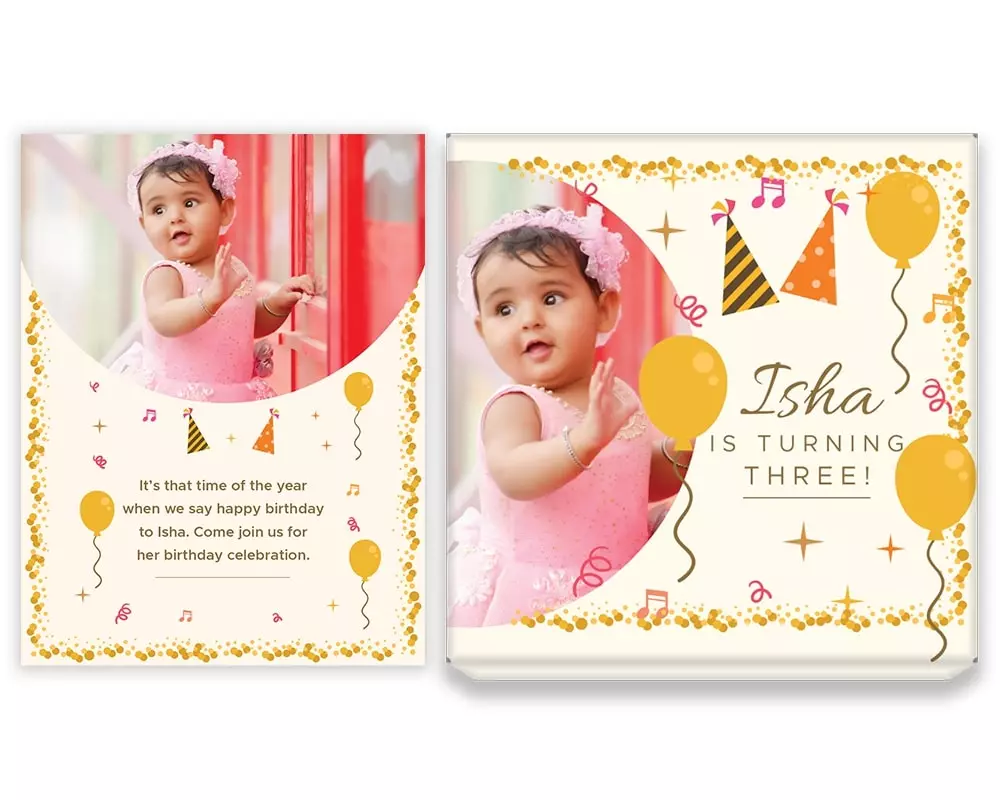 It's that time of the year
when we say happy birthday
to Isha. Come join us for
her birthday celebration.
Isha
IS TURNING
THREE!